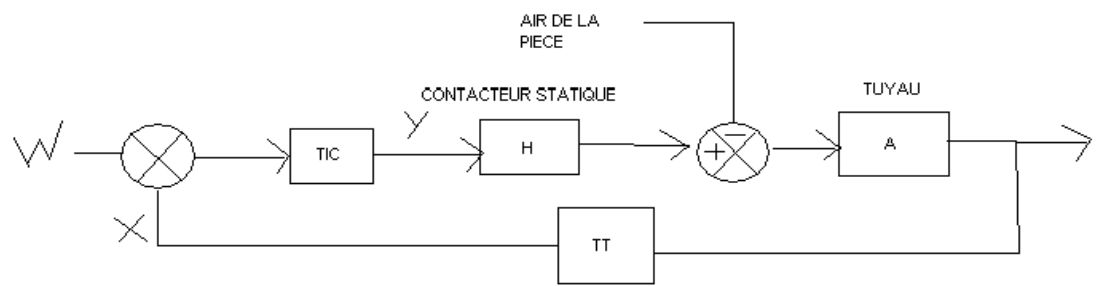 AIR DE LA
PIECE
CONTACTEUR STATIQUE
TUYAU
W
TIC
Y
H
+
−
A
X
TT